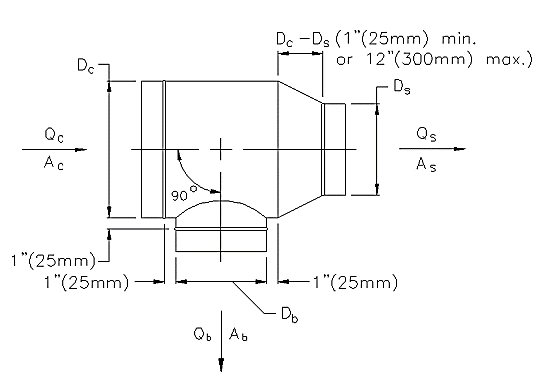 Dc –Ds (1"(25mm) min.
or 12"(300mm) max.)
Dc
Ds
Qc
Ac
Qs
As
90°
1"(25mm)
1"(25mm)
1"(25mm)
Db
Qb Ab